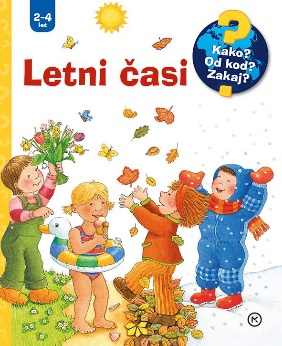 2-4
let
Letni časi
Kako?
Od kod?
Zakaj?